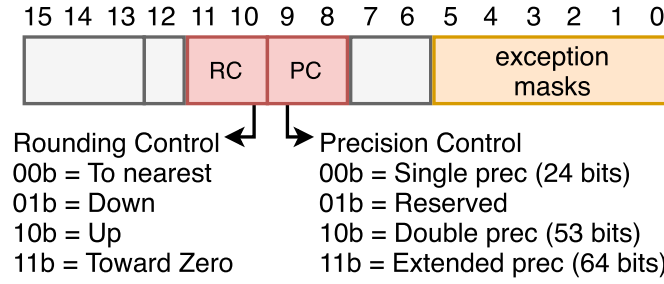 15 14 13 12 11 10 9 8 7 6 5 4 3 2 1 0
RC PC exception
masks
Rounding Control
00b = To nearest
01b = Down
10b = Up
11b = Toward Zero
Precision Control
00b = Single prec (24 bits)
01b = Reserved
10b = Double prec (53 bits)
11b = Extended prec (64 bits)